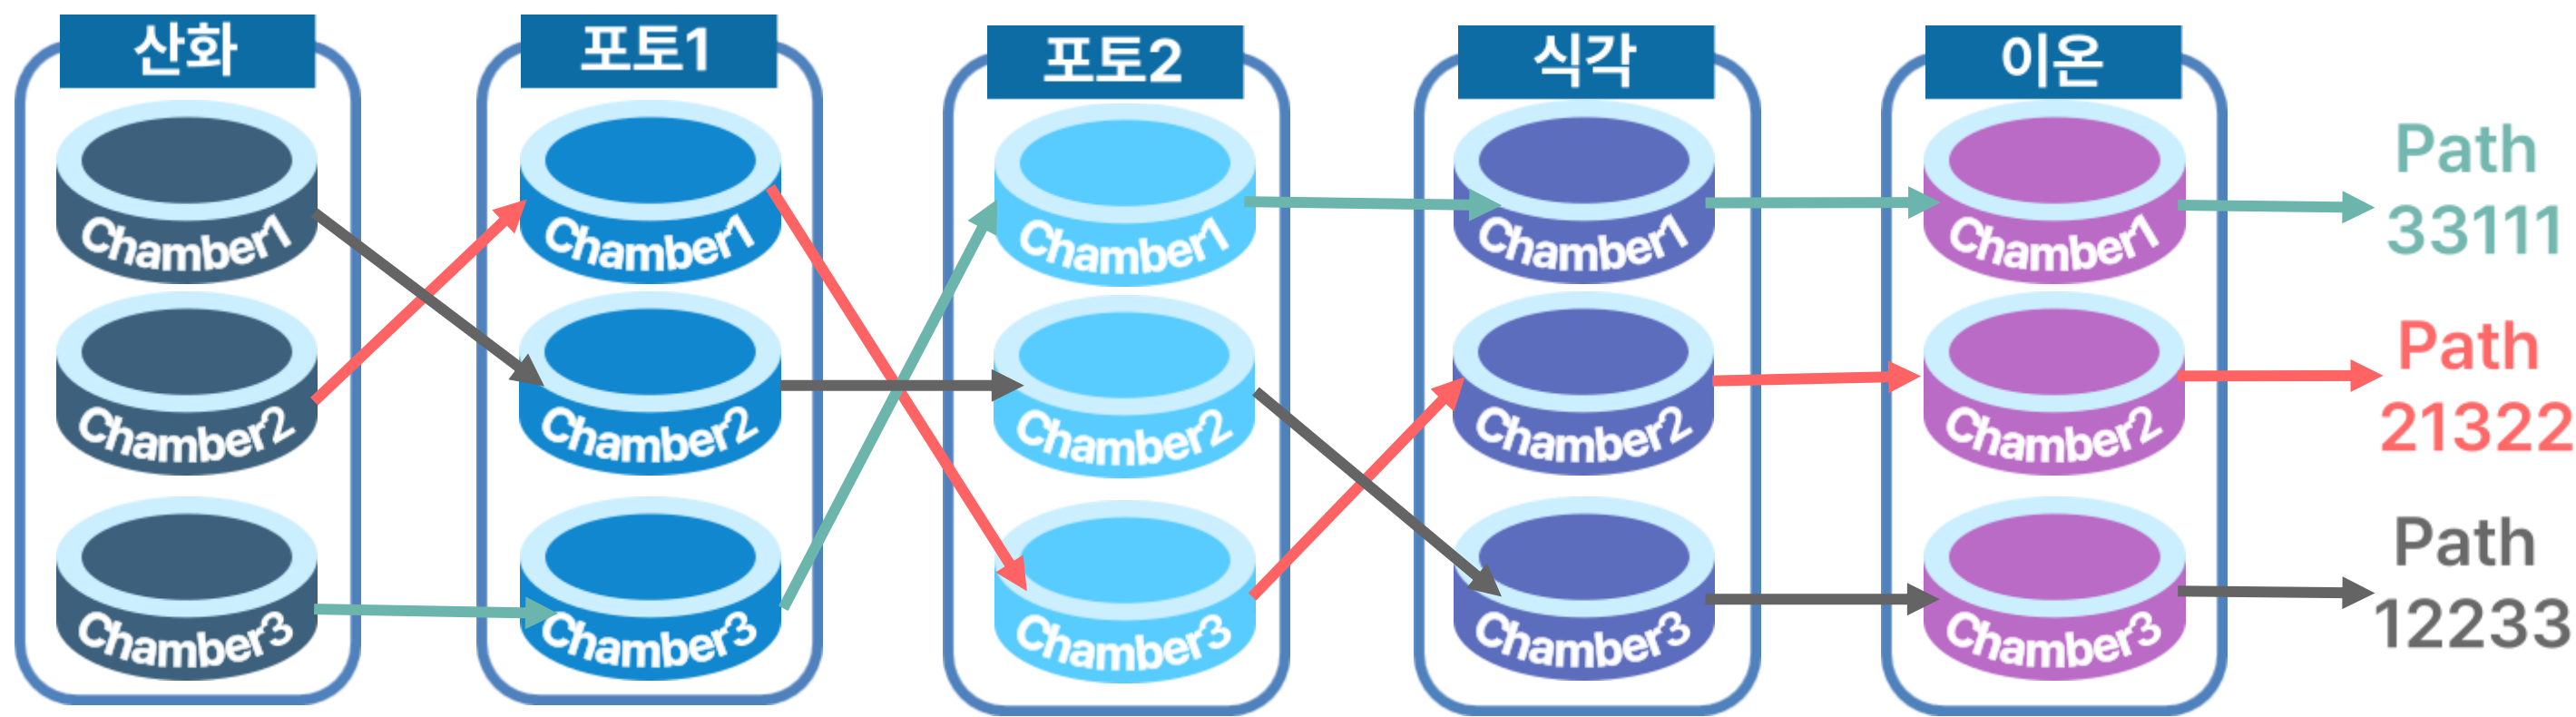 산화
Chamber1
Chamber2
Chamber3
포토1
Chamber1
Chamber2
Chamber3
포토2
Chamber1
Chamber2
Chamber3
식각
Chamber1
Chamber2
Chamber3
이온
Chamber1
Chamber2
Chamber3
Path
33111
Path
21322
Path
12233